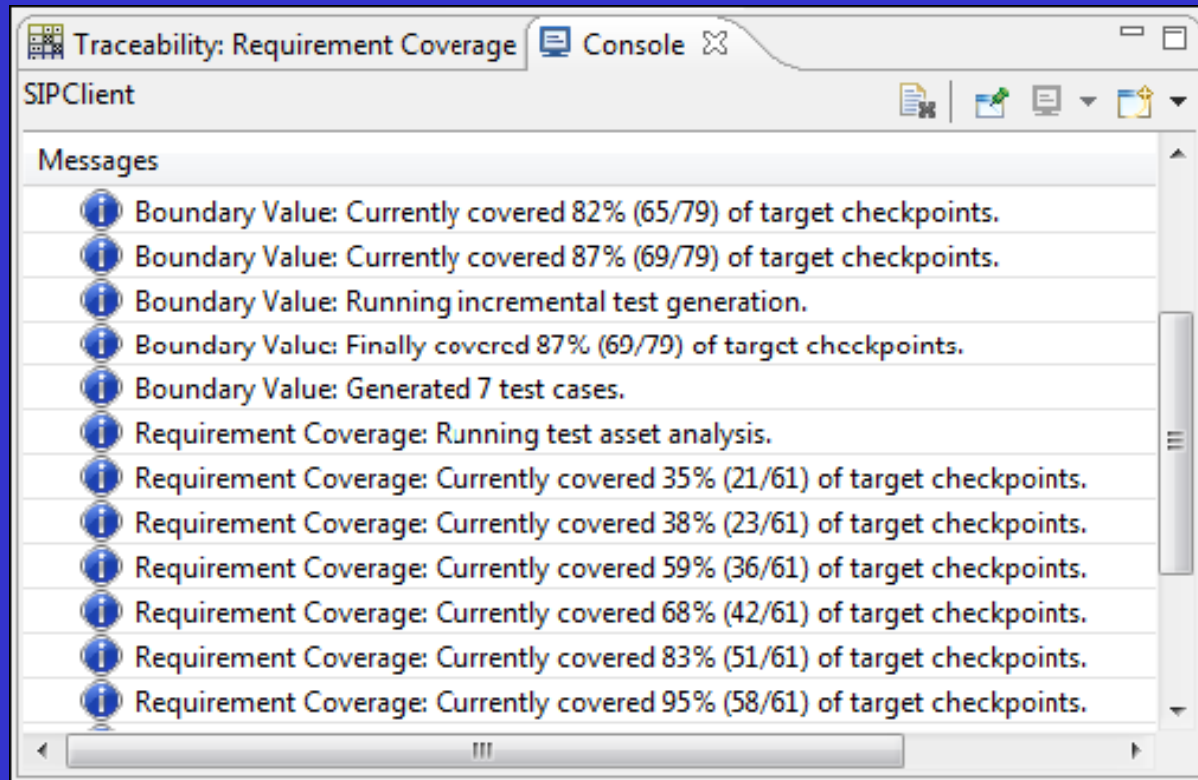 Traceability: Requirement Coverage Console
SIPClient
Messages
Boundary Value: Currently covered 82% (65/79) of target checkpoints.
Boundary Value: Currently covered 87% (69/79) of target checkpoints.
Boundary Value: Running incremental test generation.
Boundary Value: Finally covered 87% (69/79) of target checkpoints.
Boundary Value: Generated 7 test cases.
Requirement Coverage: Running test asset analysis.
Requirement Coverage: Currently covered 35% (21/61) of target checkpoints.
Requirement Coverage: Currently covered 38% (23/61) of target checkpoints.
Requirement Coverage: Currently covered 59% (36/61) of target checkpoints.
Requirement Coverage: Currently covered 68% (42/61) of target checkpoints.
Requirement Coverage: Currently covered 83% (51/61) of target checkpoints.
Requirement Coverage: Currently covered 95% (58/61) of target checkpoints.